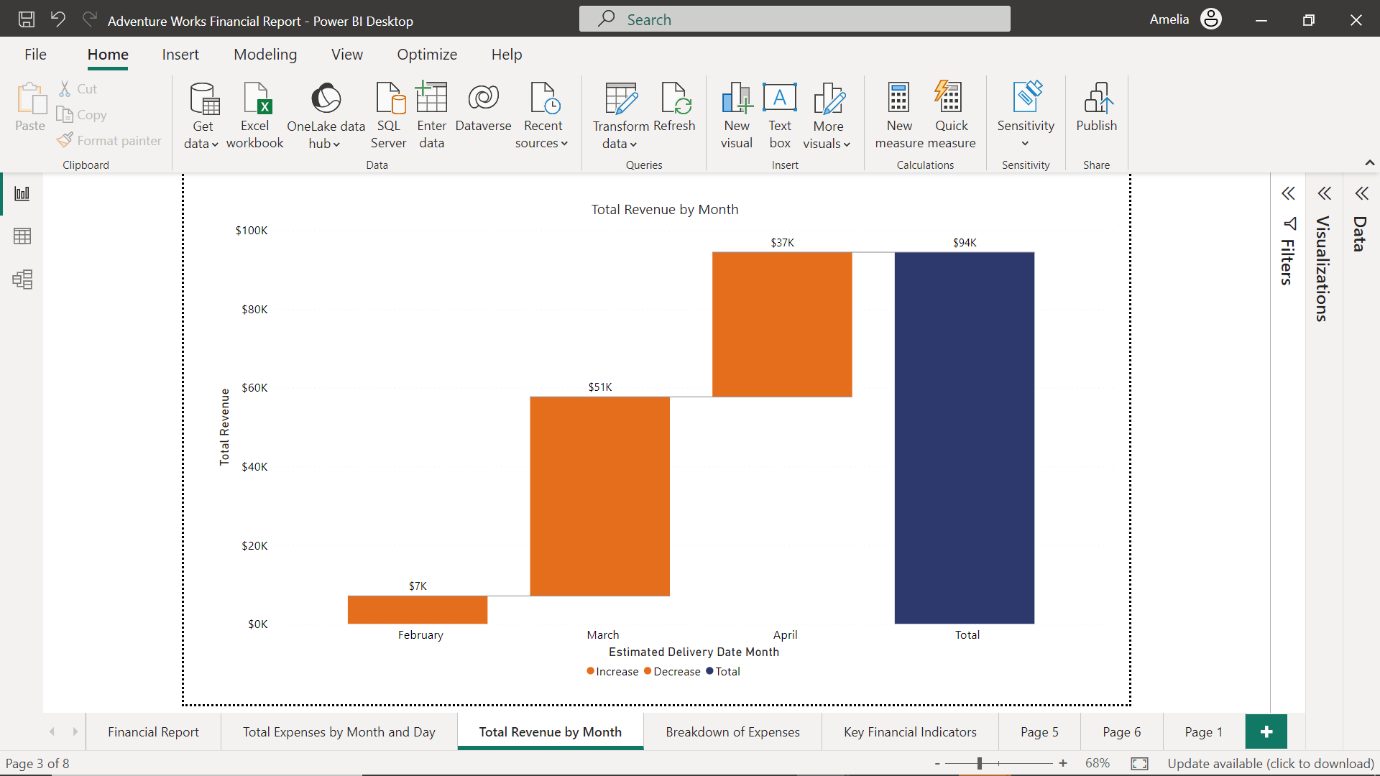 Adventure Works Financial Report - Power BI Desktop
Search
Amelia
File Home Insert Modeling View Optimize Help
Paste
Cut
Copy
Format painter
Clipboard
Get data
Excel workbook
OneLake data hub
SQL Server
Enter data
Dataverse
Recent sources
Data
Transform data
Refresh
Queries
New visual
Text box
More visuals
Insert
New measure
Quick measure
Calculations
Sensitivity
Sensitivity
Publish
Share
Total Revenue by Month
Total Revenue
$100K
$80K
$60K
$40K
$20K
$0K
$7K
$51K
$37K
$94K
February March April Total
Estimated Delivery Date Month
Increase Decrease Total
Filters
Visualizations
Data
Financial Report Total Expenses by Month and Day Total Revenue by Month Breakdown of Expenses Key Financial Indicators Page 5 Page 6 Page 1 +
Page 3 of 8
- + 68%
Update available (click to download)